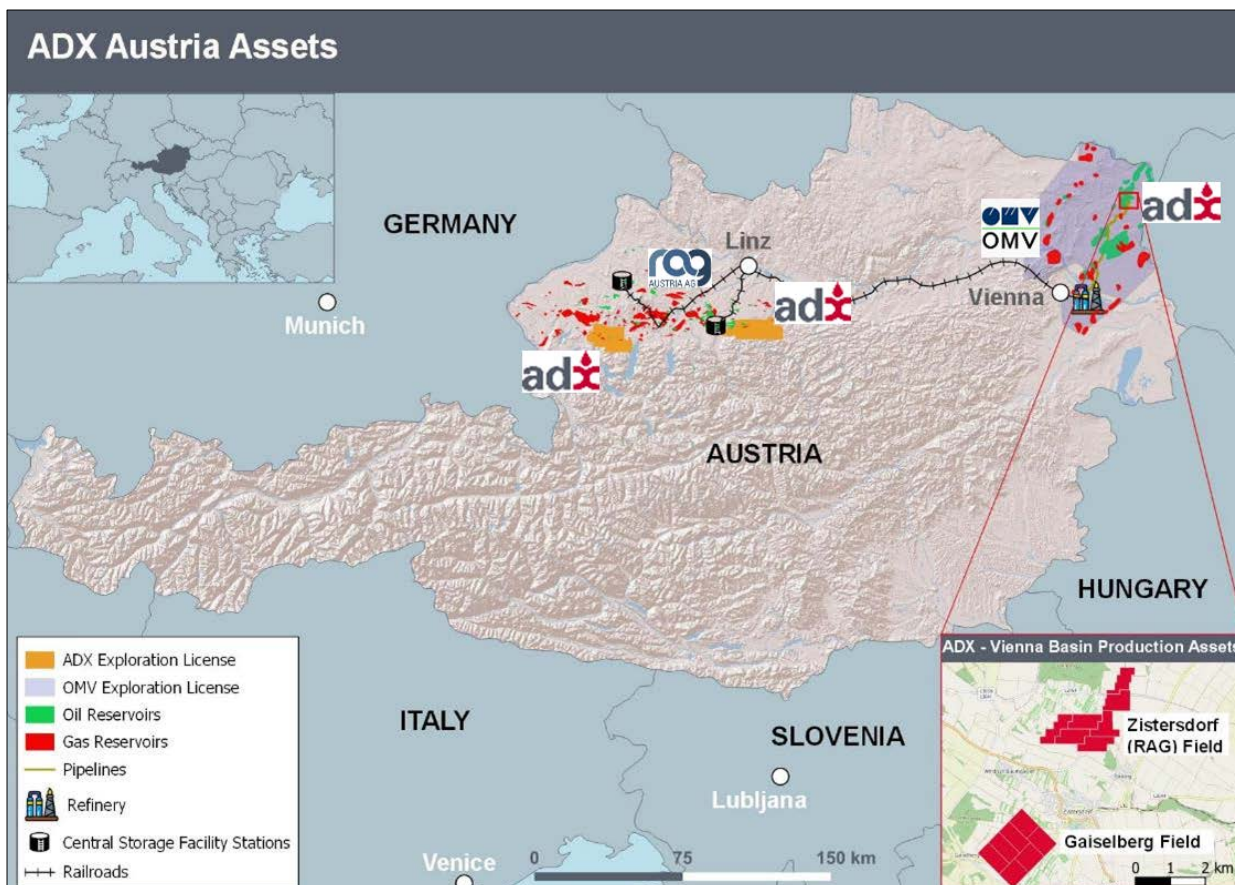 ADX Austria Assets
GERMANY
Linz
rag
AUSTRIA AG
OMV
OMV
adx
Munich
adx
Vienna
adx
AUSTRIA
HUNGARY
ADX Exploration License
OMV Exploration License
Oil Reservoirs
Gas Reservoirs
Pipelines
Refinery
Central Storage Facility Stations
Railroads
ITALY
SLOVENIA
Lubljana
Venice
0 75 150 km
ADX - Vienna Basin Production Assets
Zistersdorf
(RAG) Field
Gaiselberg Field
0 1 2 km